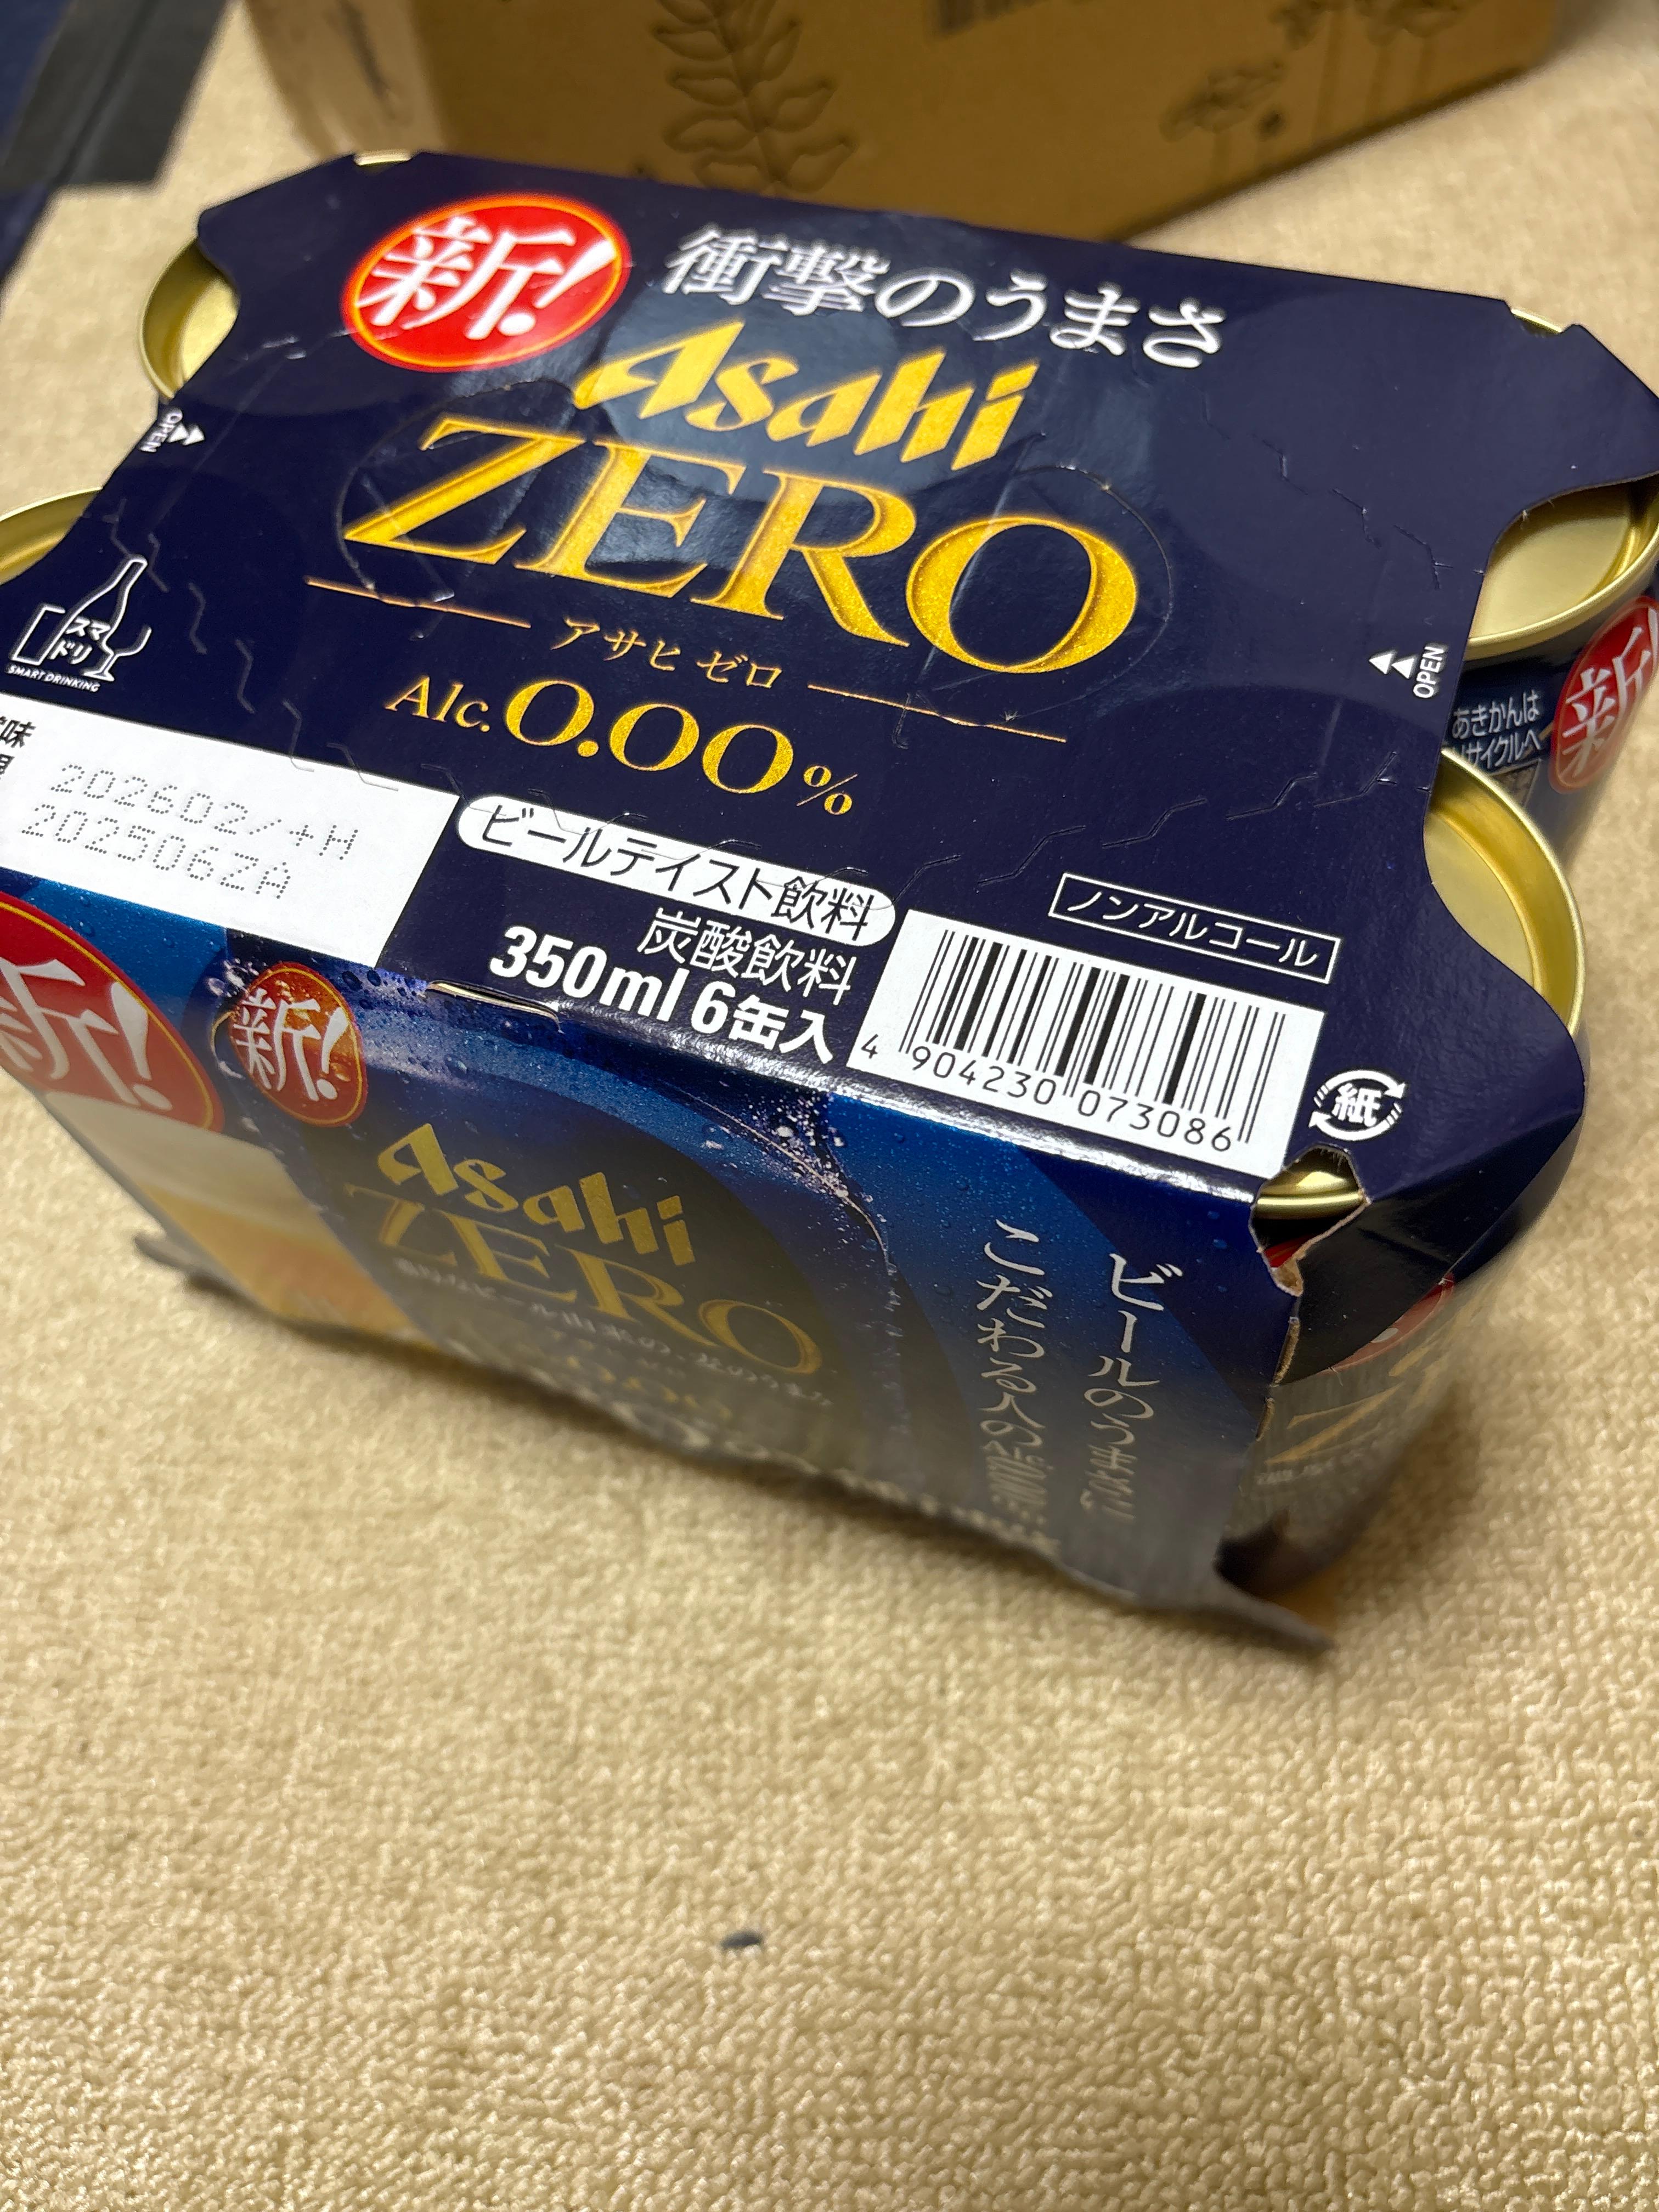 新!
衝撃のうまさ
Asahi
ZERO
アサヒ ゼロ
Alc. 0.00%
OPEN
OPEN
スマドリ
SMART DRINKING
味
202602/+H
202506ZA
ビールテイスト飲料
炭酸飲料
350ml 6缶入
ノンアルコール
4 904230 073086
紙
あきかんは
リサイクルへ
新!
新!
新!
Asahi
ZERO
ビールのうまさに
こだわる人の